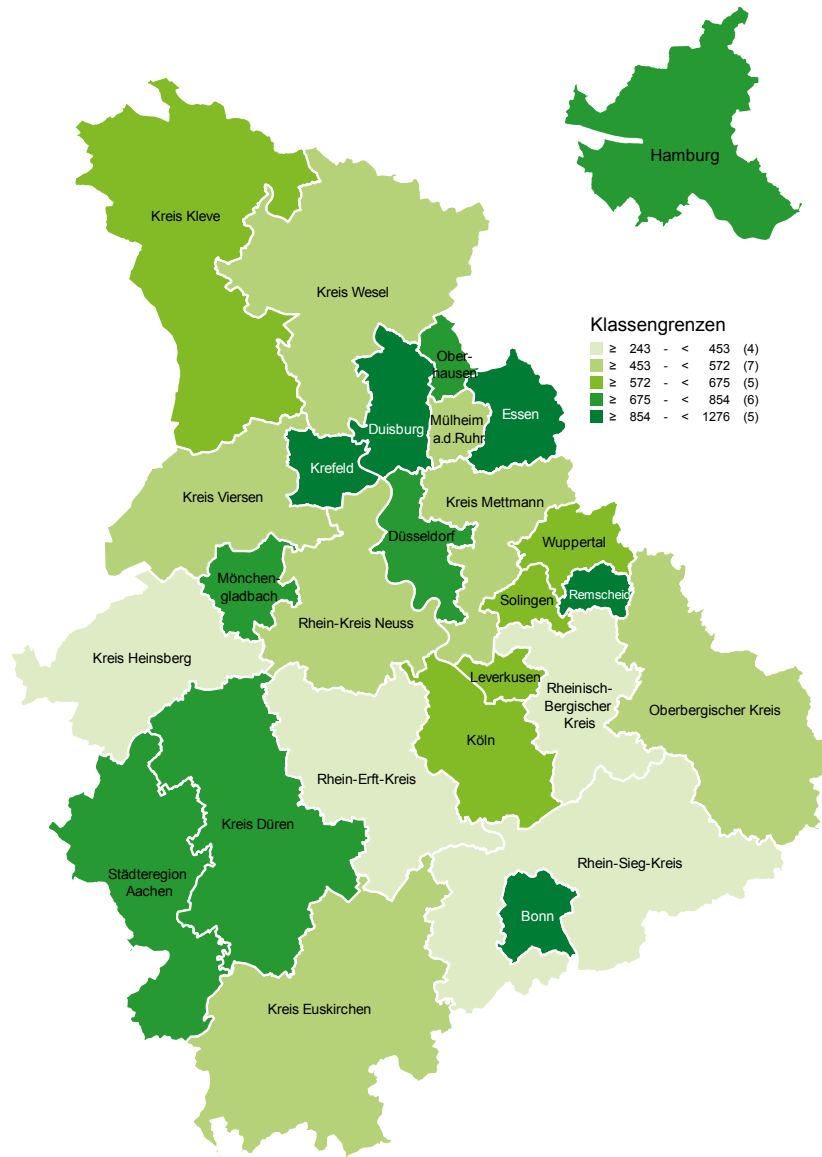 Hamburg
Kreis Kleve
Kreis Wesel
Klassengrenzen
≥ 243 - < 453 (4)
≥ 453 - < 572 (7)
≥ 572 - < 675 (5)
≥ 675 - < 854 (6)
≥ 854 - < 1276 (5)
Ober-
hausen
Duisburg
Mülheim
a.d.Ruhr
Essen
Krefeld
Kreis Viersen
Kreis Mettmann
Düsseldorf
Wuppertal
Mönchen-
gladbach
Solingen
Remscheid
Rhein-Kreis Neuss
Kreis Heinsberg
Leverkusen
Rheinisch-
Bergischer
Kreis
Oberbergischer Kreis
Köln
Rhein-Erft-Kreis
Kreis Düren
Städteregion
Aachen
Rhein-Sieg-Kreis
Bonn
Kreis Euskirchen